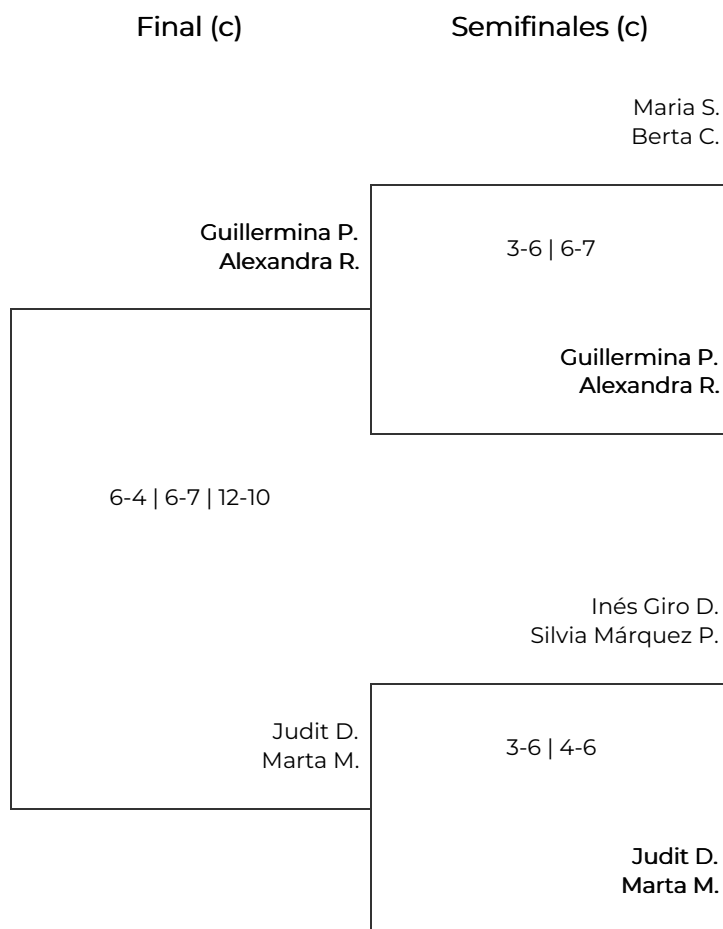 Final (c)
Semifinales (c)
Maria S.
Berta C.
Guillermina P.
Alexandra R.
3-6 | 6-7
Guillermina P.
Alexandra R.
6-4 | 6-7 | 12-10
Inés Giro D.
Silvia Márquez P.
Judit D.
Marta M.
3-6 | 4-6
Judit D.
Marta M.